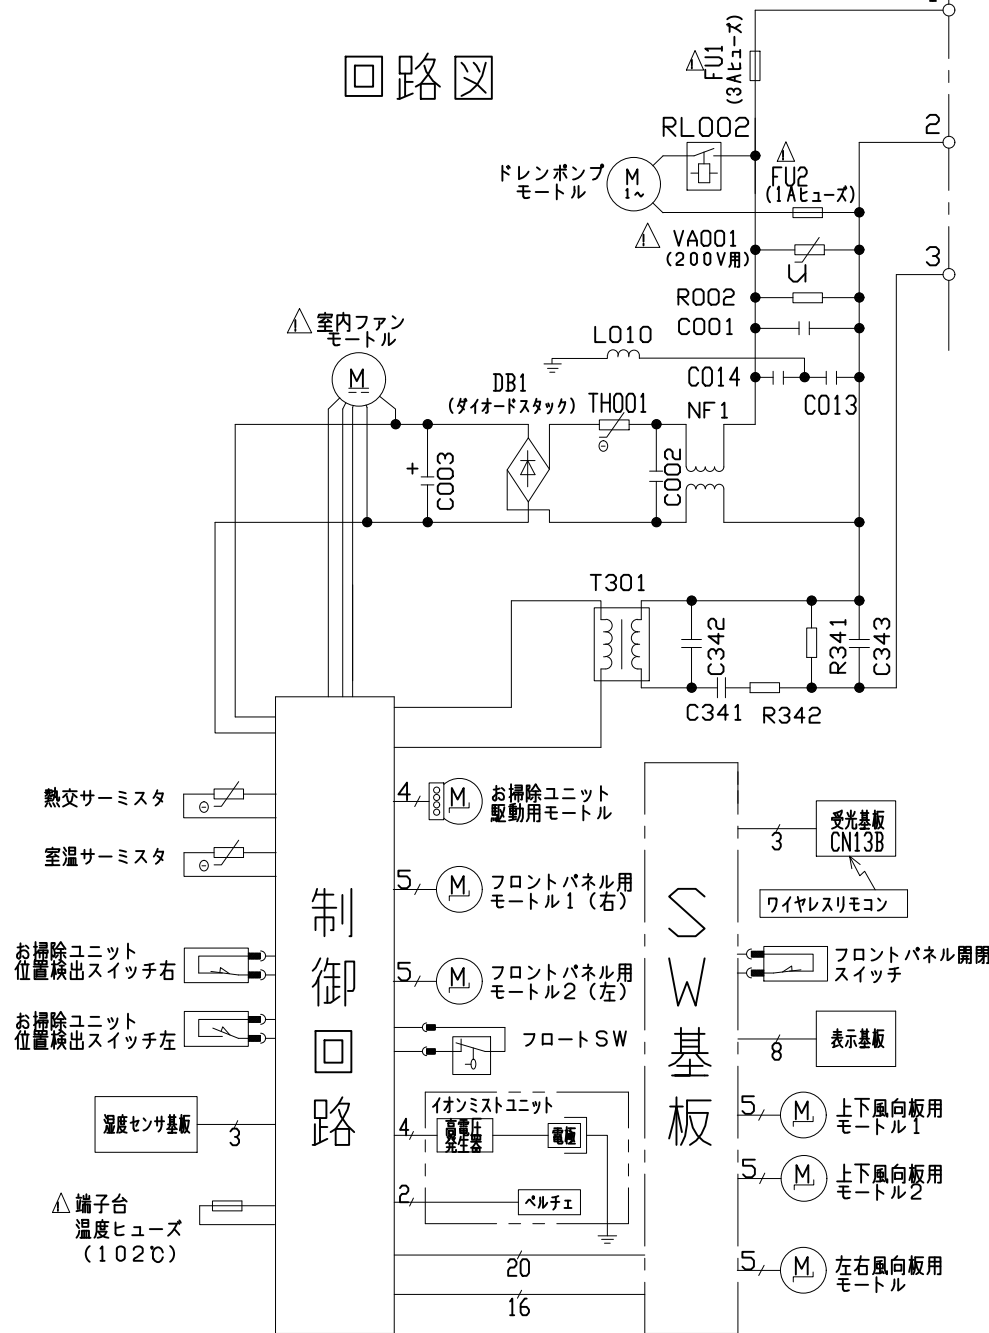 回路図
1
FU1
(3Aヒューズ)
RL002
2
ドレンポンプ
モートル
M
1~
FU2
(1Aヒューズ)
VA001
(200V用)
U
3
R002
C001
室内ファン
モートル
M
L010
C014
C013
DB1
(ダイオードスタック)
TH001
NF1
+
C003
C002
T301
C342
R341
C343
C341
R342
熱交サーミスタ
室温サーミスタ
お掃除ユニット
位置検出スイッチ右
お掃除ユニット
位置検出スイッチ左
湿度センサ基板
3
端子台
温度ヒューズ
(102℃)
制御回路
4
M
お掃除ユニット
駆動用モートル
5
M
フロントパネル用
モートル1(右)
5
M
フロントパネル用
モートル2(左)
フロートSW
イオンミストユニット
4
高電圧
発生器
電極
2
ペルチェ
20
16
SW基板
3
受光基板
CN13B
ワイヤレスリモコン
フロントパネル開閉
スイッチ
8
表示基板
5
M
上下風向板用
モートル1
5
M
上下風向板用
モートル2
5
M
左右風向板用
モートル